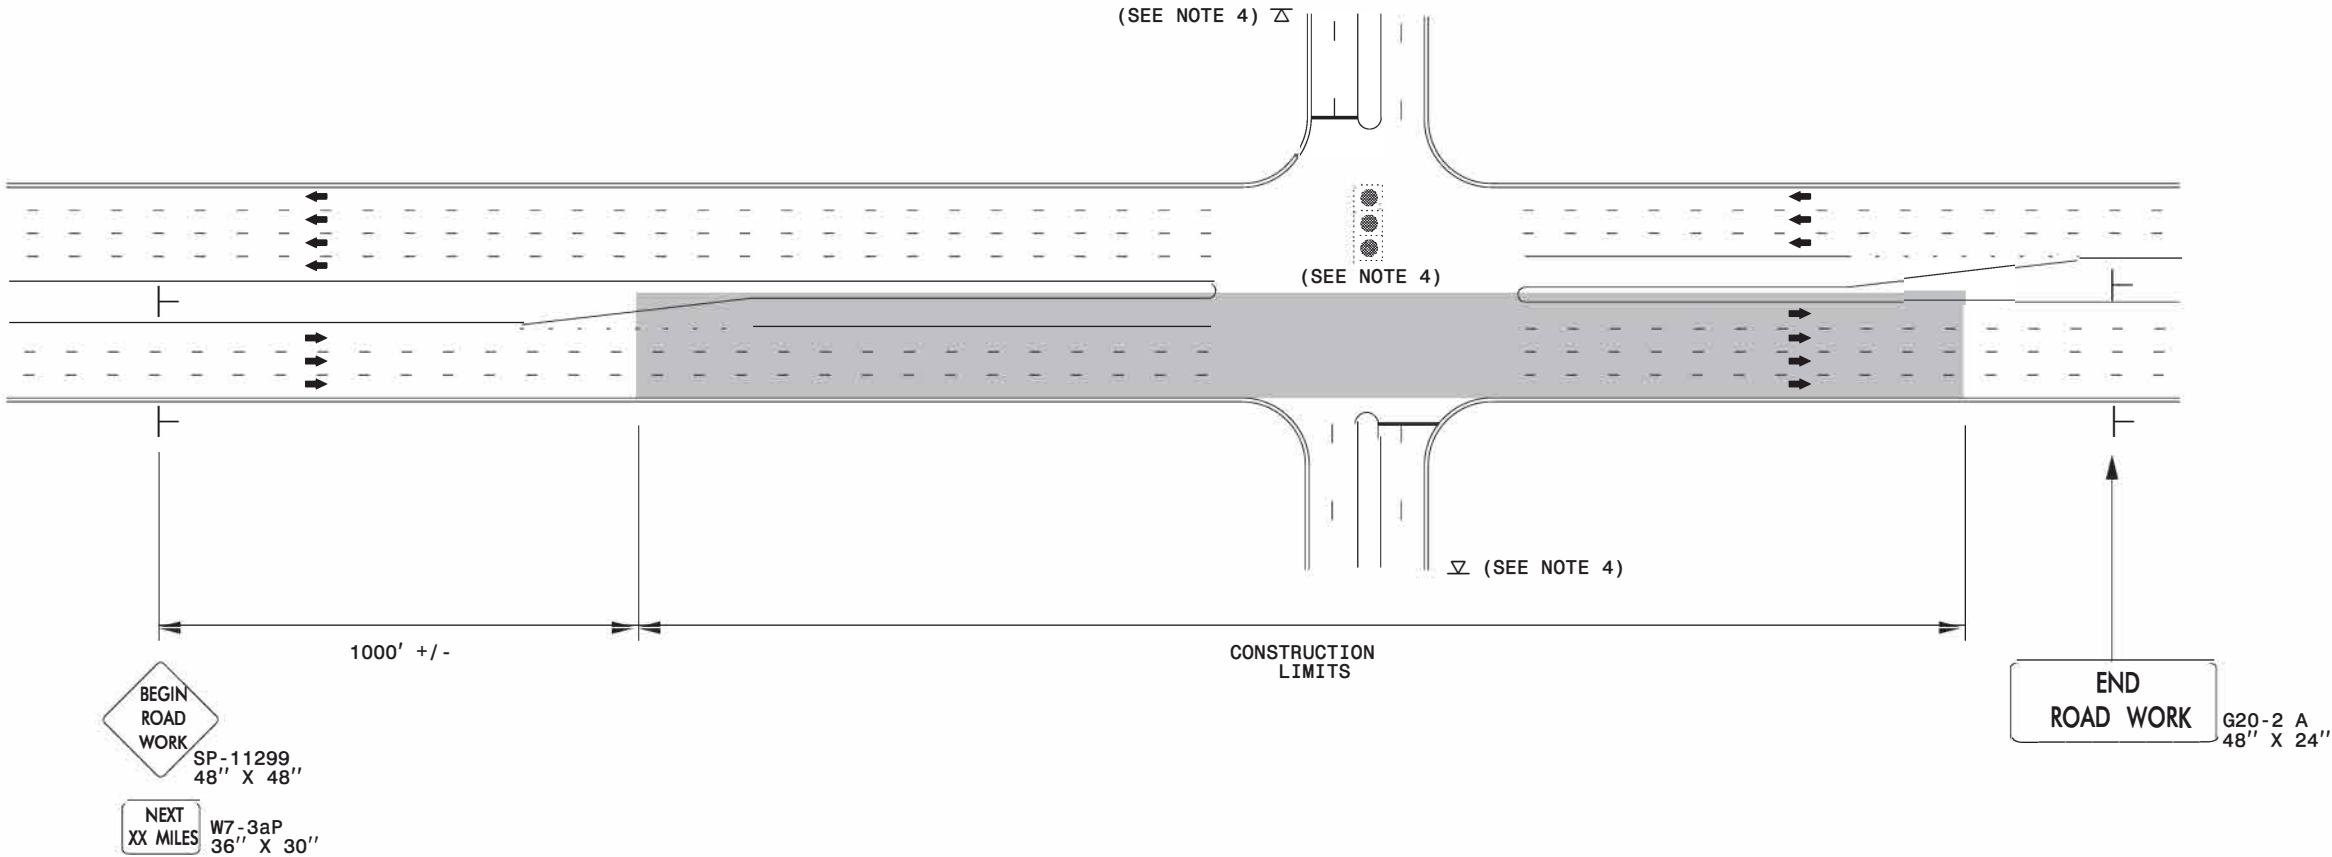 (SEE NOTE 4)
(SEE NOTE 4)
(SEE NOTE 4)
1000' +/-
CONSTRUCTION
LIMITS
BEGIN
ROAD
WORK
SP-11299
48'' X 48''
NEXT
XX MILES
W7-3aP
36'' X 30''
END
ROAD WORK
G20-2 A
48'' X 24''